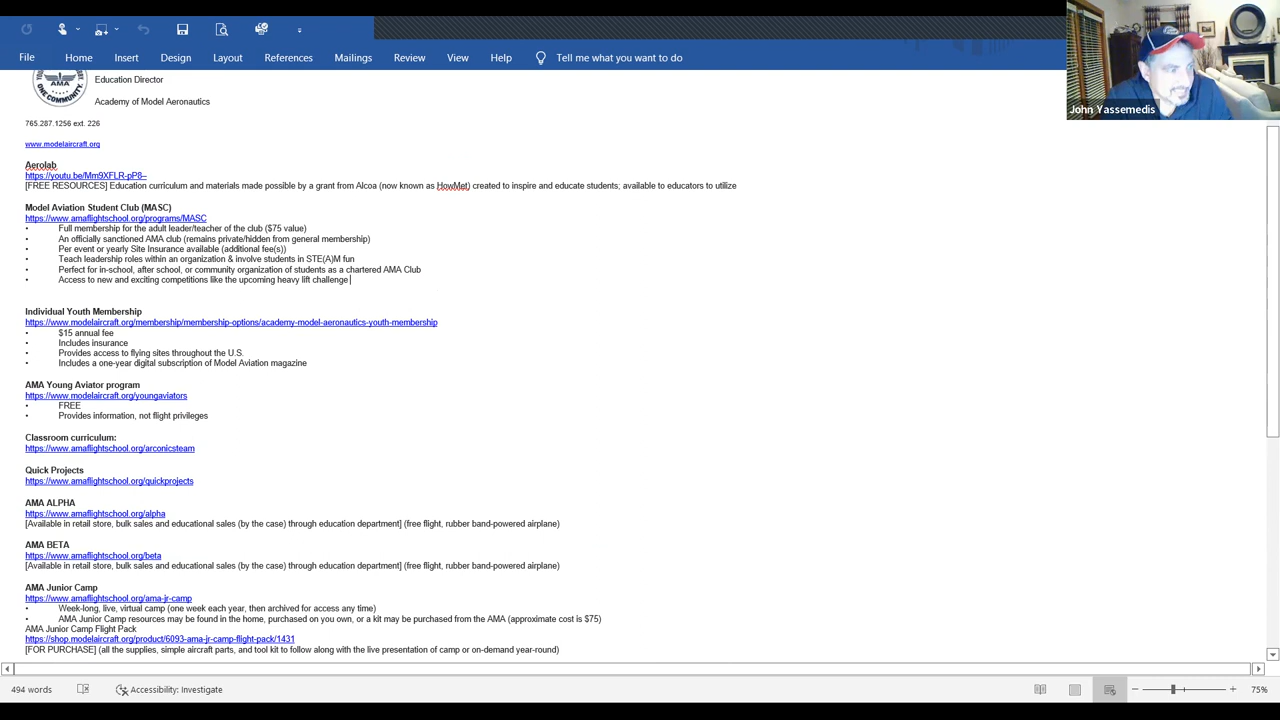 File Home Insert Design Layout References Mailings Review View Help Tell me what you want to do
AMA
ONE COMMUNITY.
Education Director
Academy of Model Aeronautics
765.287.1256 ext. 226
www.modelaircraft.org
Aerolab
https://youtu.be/Mm9XFLR-pP8–
[FREE RESOURCES] Education curriculum and materials made possible by a grant from Alcoa (now known as HowMet) created to inspire and educate students; available to educators to utilize
Model Aviation Student Club (MASC)
https://www.amaflightschool.org/programs/MASC
• Full membership for the adult leader/teacher of the club ($75 value)
• An officially sanctioned AMA club (remains private/hidden from general membership)
• Per event or yearly Site Insurance available (additional fee(s))
• Teach leadership roles within an organization & involve students in STE(A)M fun
• Perfect for in-school, after school, or community organization of students as a chartered AMA Club
• Access to new and exciting competitions like the upcoming heavy lift challenge
Individual Youth Membership
https://www.modelaircraft.org/membership/membership-options/academy-model-aeronautics-youth-membership
• $15 annual fee
• Includes insurance
• Provides access to flying sites throughout the U.S.
• Includes a one-year digital subscription of Model Aviation magazine
AMA Young Aviator program
https://www.modelaircraft.org/youngaviators
• FREE
• Provides information, not flight privileges
Classroom curriculum:
https://www.amaflightschool.org/arconicsteam
Quick Projects
https://www.amaflightschool.org/quickprojects
AMA ALPHA
https://www.amaflightschool.org/alpha
[Available in retail store, bulk sales and educational sales (by the case) through education department] (free flight, rubber band-powered airplane)
AMA BETA
https://www.amaflightschool.org/beta
[Available in retail store, bulk sales and educational sales (by the case) through education department] (free flight, rubber band-powered airplane)
AMA Junior Camp
https://www.amaflightschool.org/ama-jr-camp
• Week-long, live, virtual camp (one week each year, then archived for access any time)
• AMA Junior Camp resources may be found in the home, purchased on you own, or a kit may be purchased from the AMA (approximate cost is $75)
AMA Junior Camp Flight Pack
https://shop.modelaircraft.org/product/6093-ama-jr-camp-flight-pack/1431
[FOR PURCHASE] (all the supplies, simple aircraft parts, and tool kit to follow along with the live presentation of camp or on-demand year-round)
494 words Accessibility: Investigate 75%
John Yassemedis